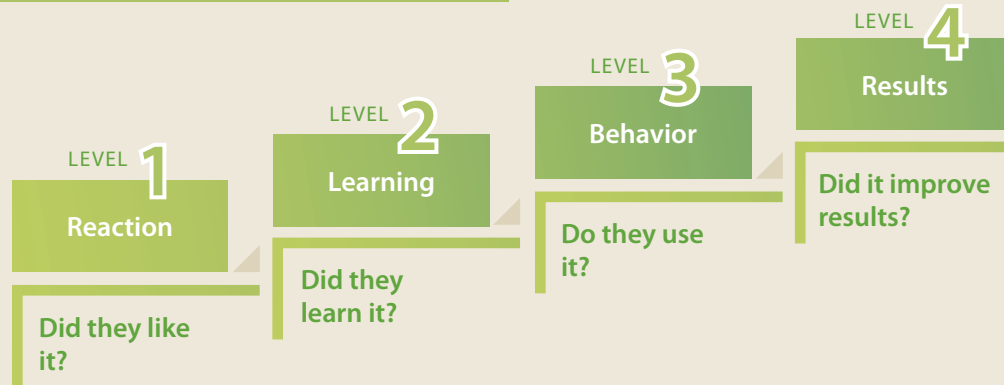 LEVEL 1
Reaction
Did they like
it?
LEVEL 2
Learning
Did they
learn it?
LEVEL 3
Behavior
Do they use
it?
LEVEL 4
Results
Did it improve
results?